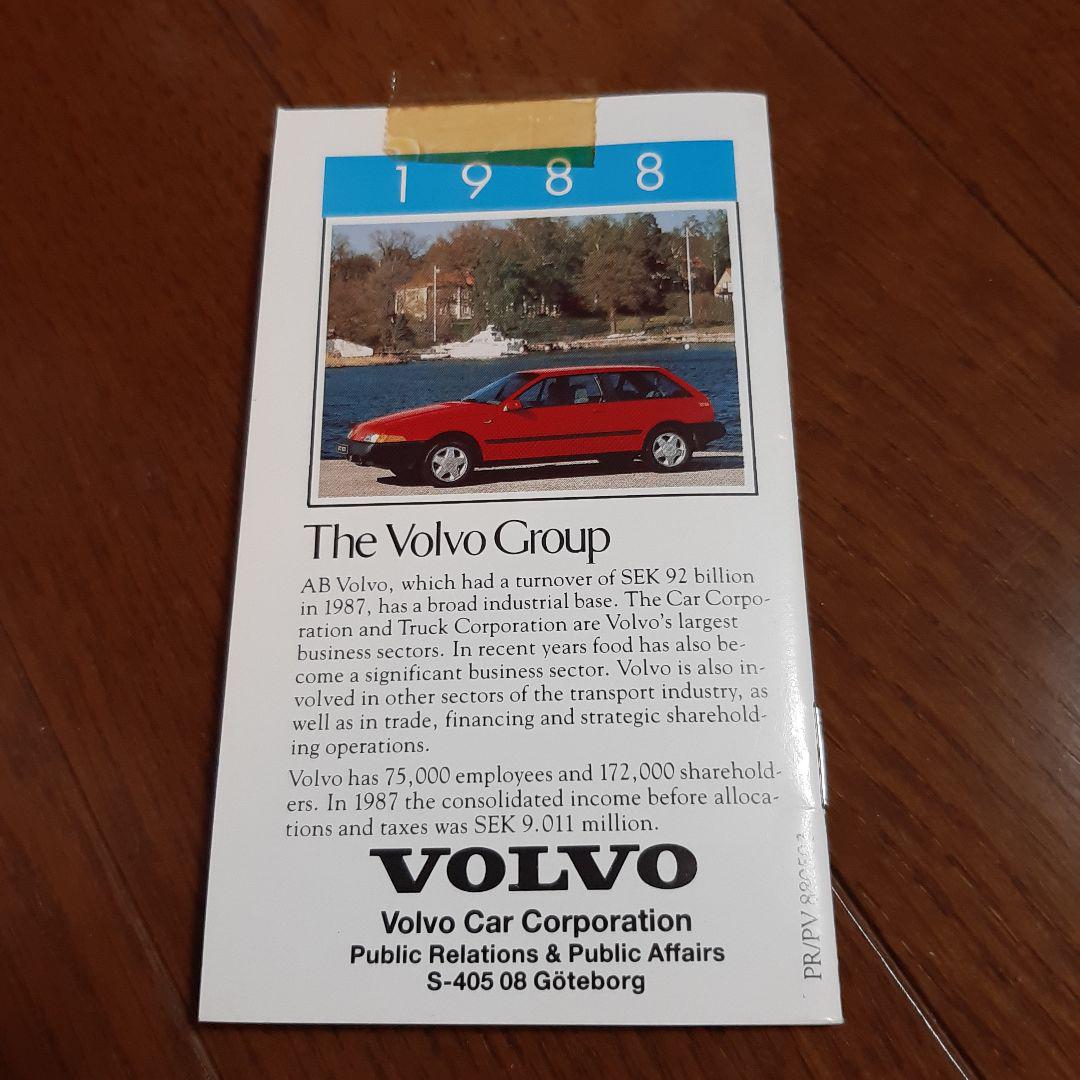 1988
The Volvo Group
AB Volvo, which had a turnover of SEK 92 billion
in 1987, has a broad industrial base. The Car Corpo-
ration and Truck Corporation are Volvo's largest
business sectors. In recent years food has also be-
come a significant business sector. Volvo is also in-
volved in other sectors of the transport industry, as
well as in trade, financing and strategic sharehold-
ing operations.
Volvo has 75,000 employees and 172,000 sharehold-
ers. In 1987 the consolidated income before alloca-
tions and taxes was SEK 9.011 million.
VOLVO
Volvo Car Corporation
Public Relations & Public Affairs
S-405 08 Göteborg
PR/PV